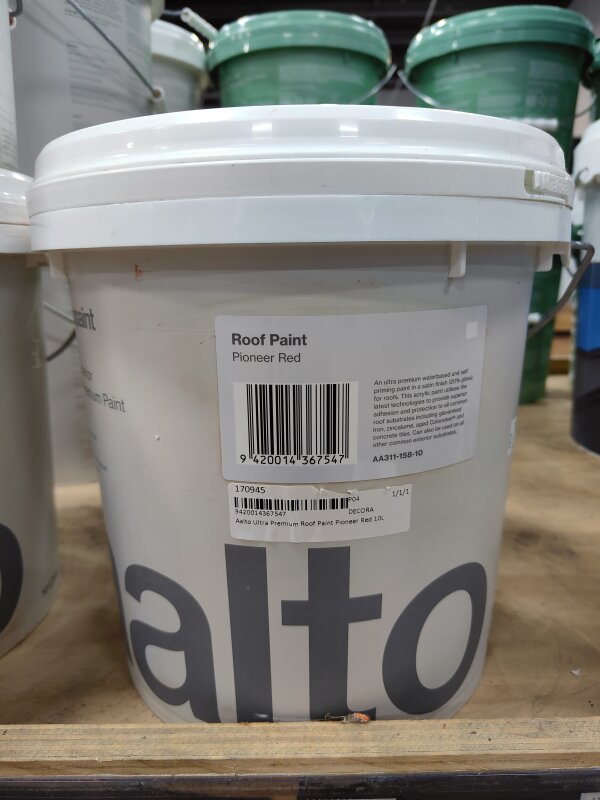 paint
mium Paint
Roof Paint
Pioneer Red
An ultra premium waterbased and self
priming paint in a satin finish (20% gloss)
for roofs. This acrylic paint utilises the
latest technologies to provide superior
adhesion and protection to all common
roof substrates including galvanised
iron, zincalume, aged Colorsteel® and
concrete tiles. Can also be used on all
other common exterior substrates.
AA311-158-10
9 420014 367547
170945
P04
1/1/1
9420014367547
DECORA
Aalto Ultra Premium Roof Paint Pioneer Red 10L
alto